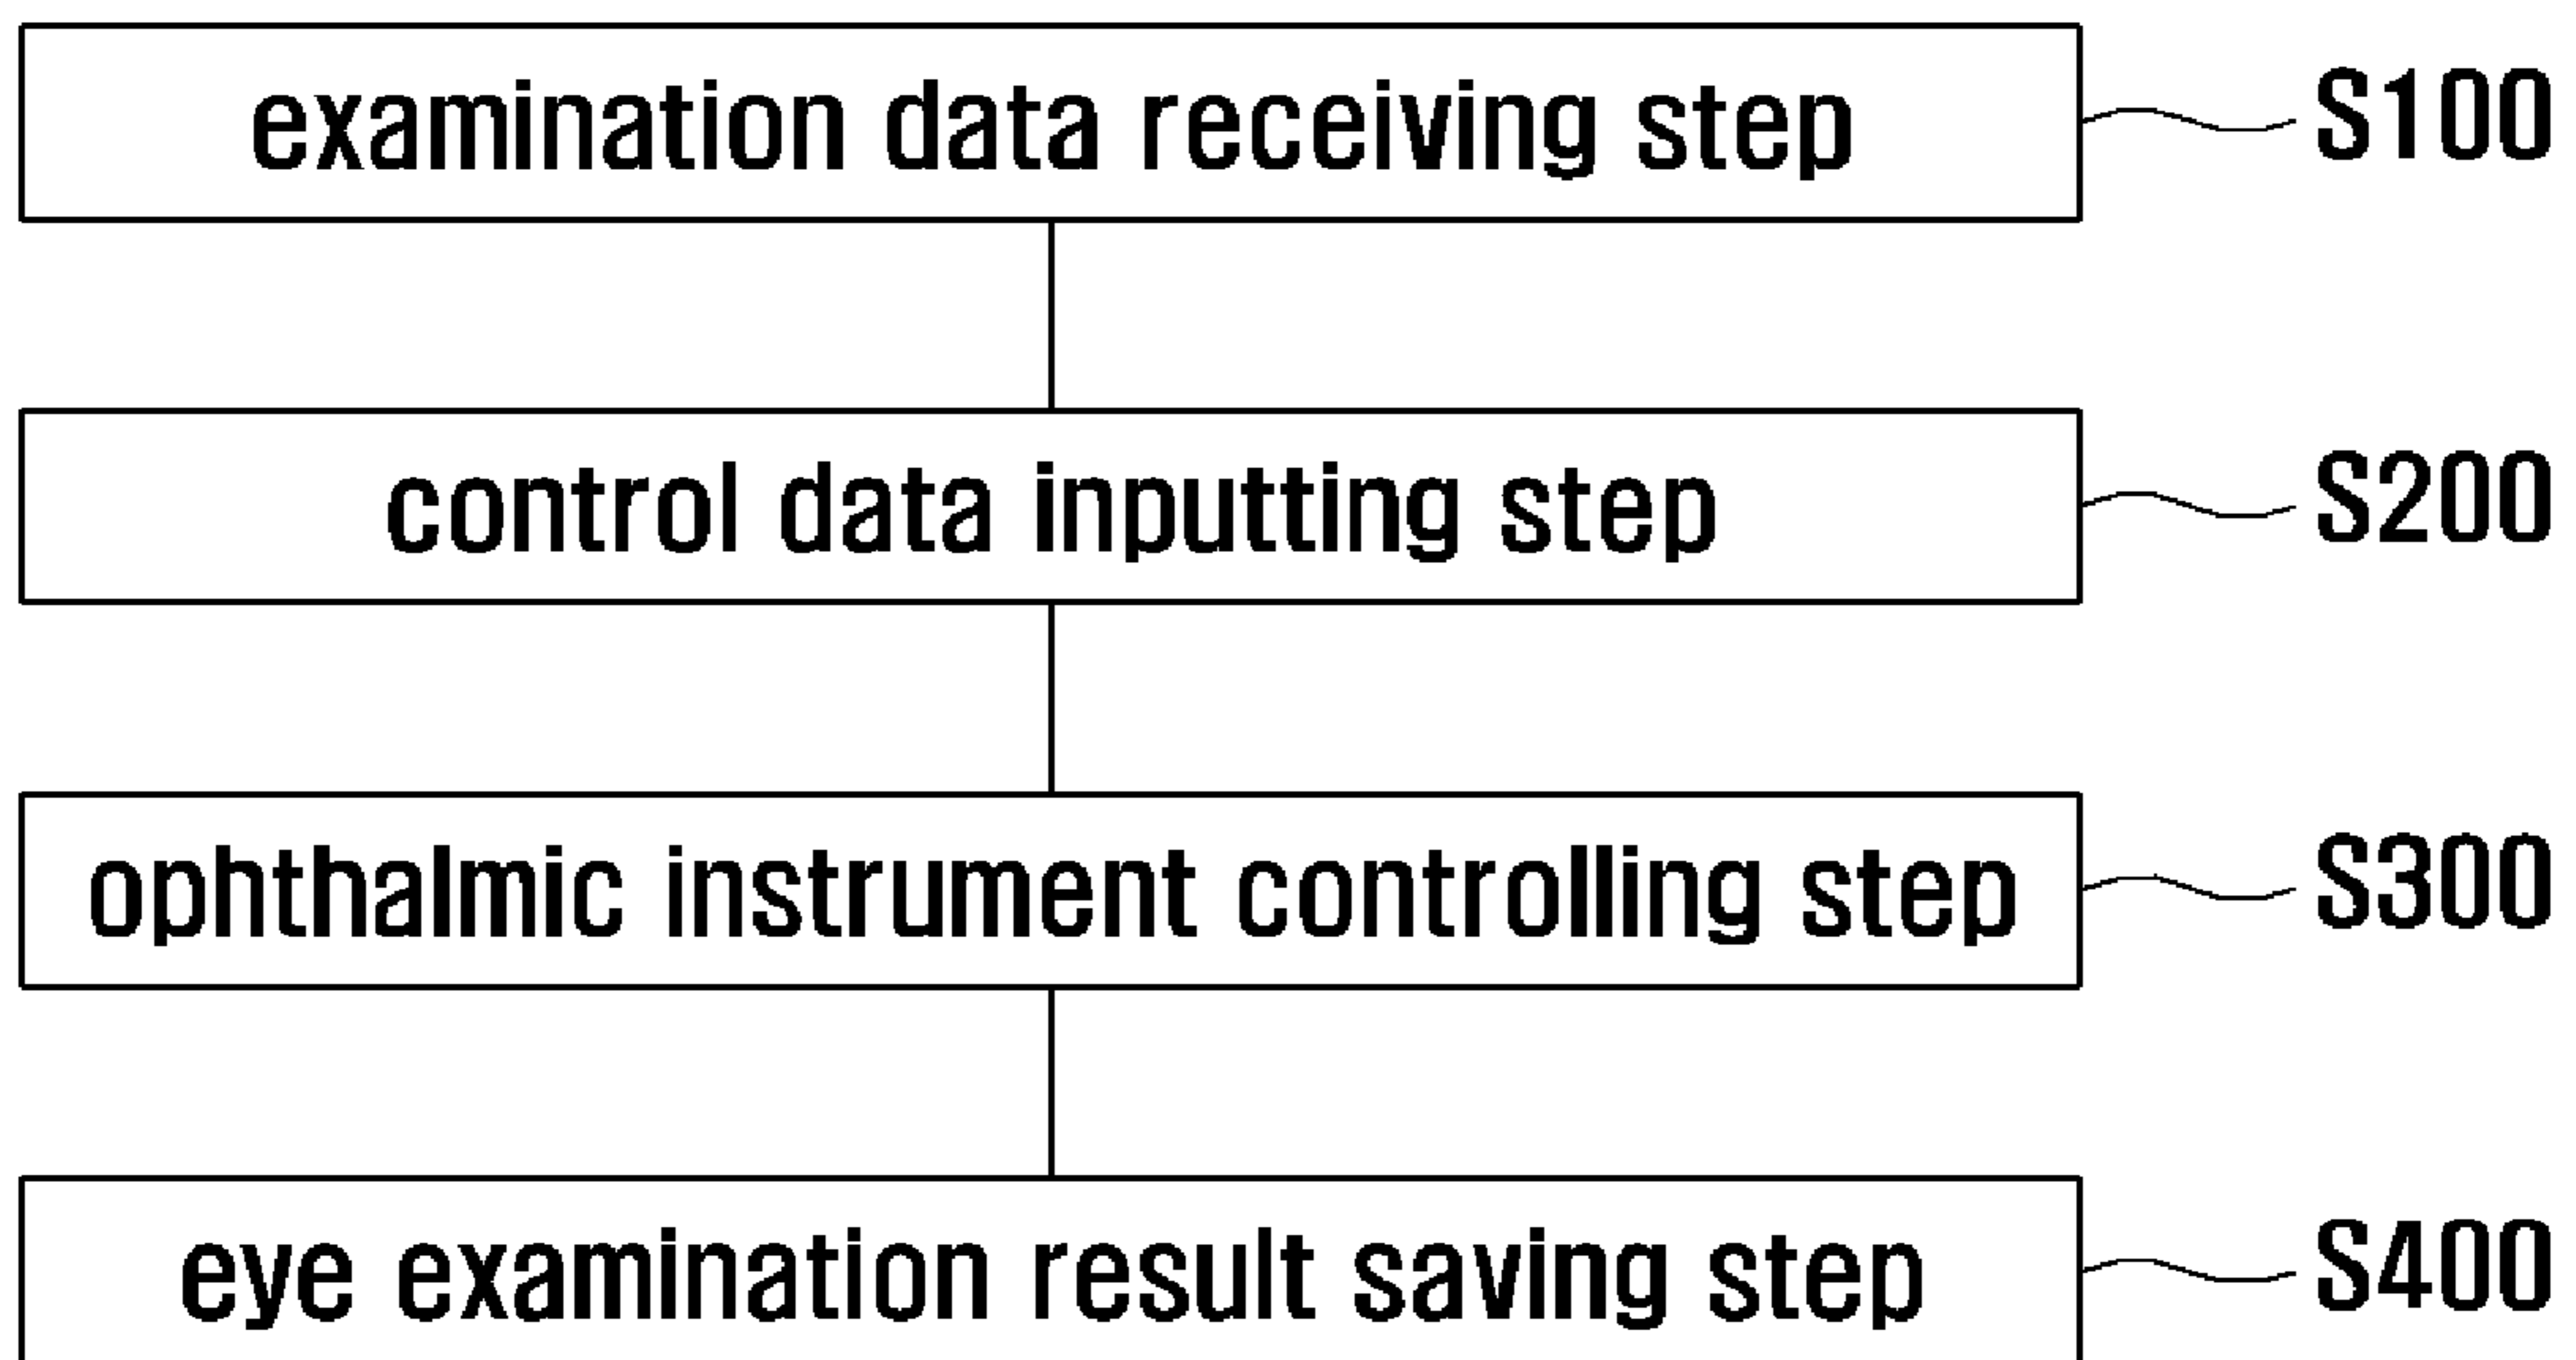 examination data receiving step S100
control data inputting step S200
ophthalmic instrument controlling step S300
eye examination result saving step S400